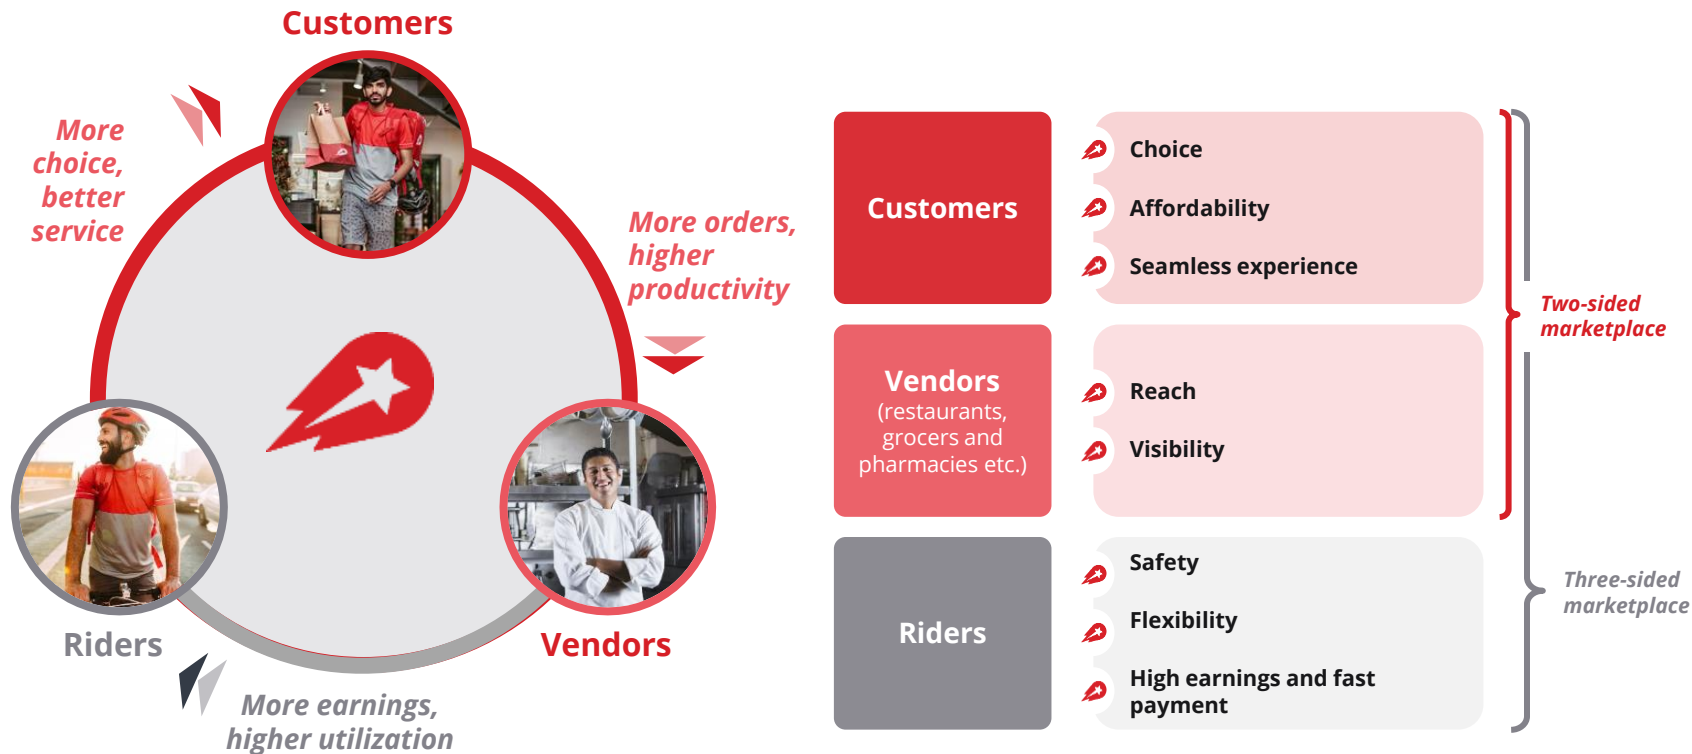 Customers
More
choice,
better
service
More orders,
higher
productivity
Riders
Vendors
More earnings,
higher utilization
Customers
Choice
Affordability
Seamless experience
Vendors
(restaurants,
grocers and
pharmacies etc.)
Reach
Visibility
Riders
Safety
Flexibility
High earnings and fast
payment
Two-sided
marketplace
Three-sided
marketplace